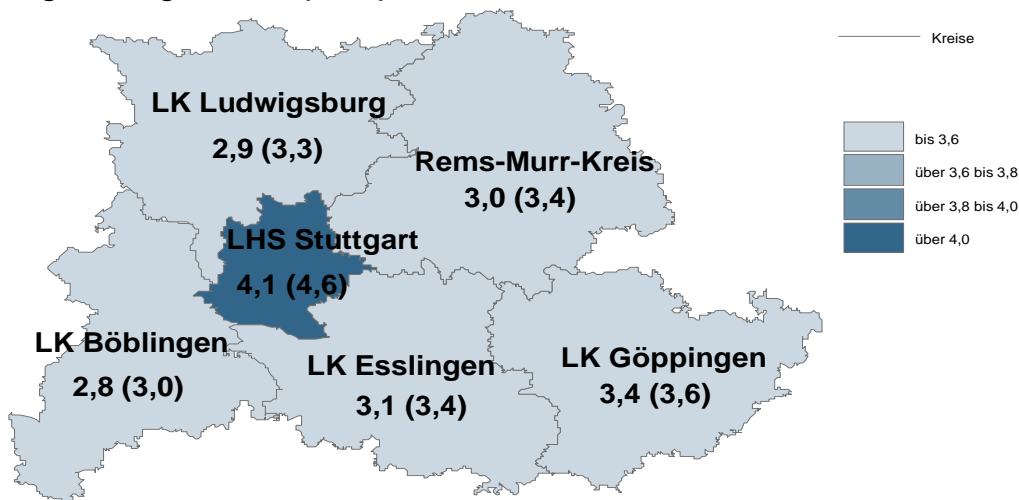 Kreise
LK Ludwigsburg
2,9 (3,3)
bis 3,6
über 3,6 bis 3,8
über 3,8 bis 4,0
über 4,0
Rems-Murr-Kreis
3,0 (3,4)
LHS Stuttgart
4,1 (4,6)
LK Böblingen
2,8 (3,0)
LK Esslingen
3,1 (3,4)
LK Göppingen
3,4 (3,6)